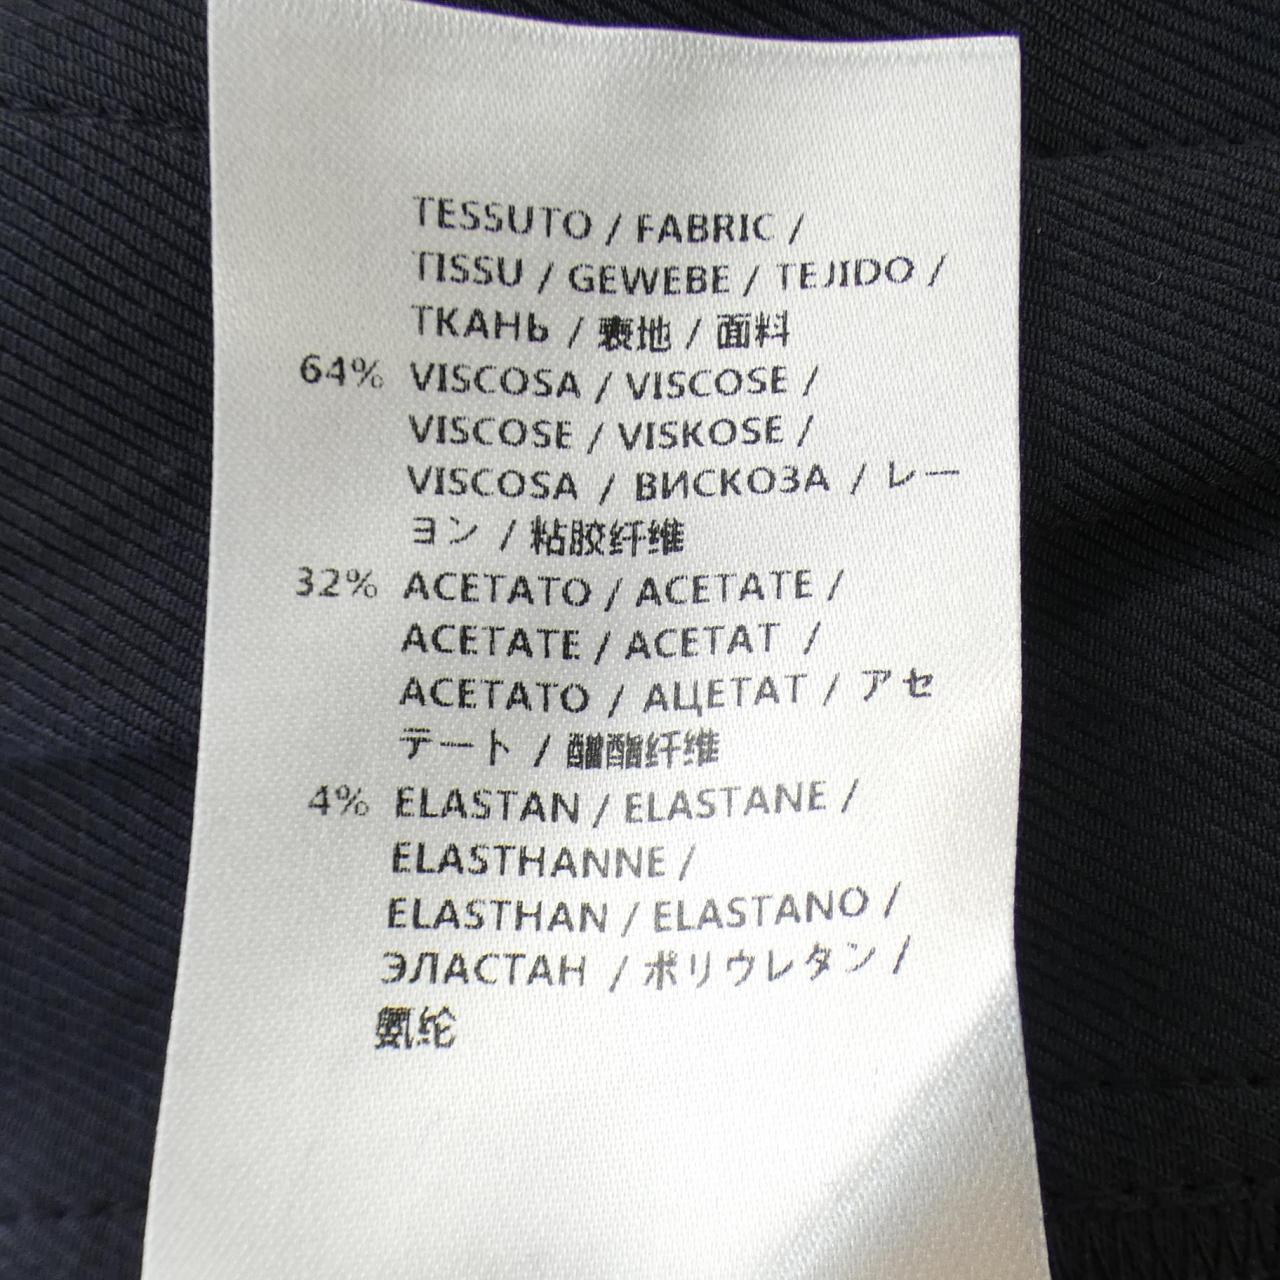 TESSUTO / FABRIC /
TISSU / GEWEBE / TEJIDO /
ТКАНЬ / 表地 / 面料
64% VISCOSA / VISCOSE /
VISCOSE / VISKOSE /
VISCOSA / ВИСКОЗА / レー
ヨン / 粘胶纤维
32% ACETATO / ACETATE /
ACETATE / ACETAT /
ACETATO / АЦЕТАТ / アセ
テート / 醋酯纤维
4% ELASTAN / ELASTANE /
ELASTHANNE /
ELASTHAN / ELASTANO /
ЭЛАСТАН / ポリウレタン /
氨纶